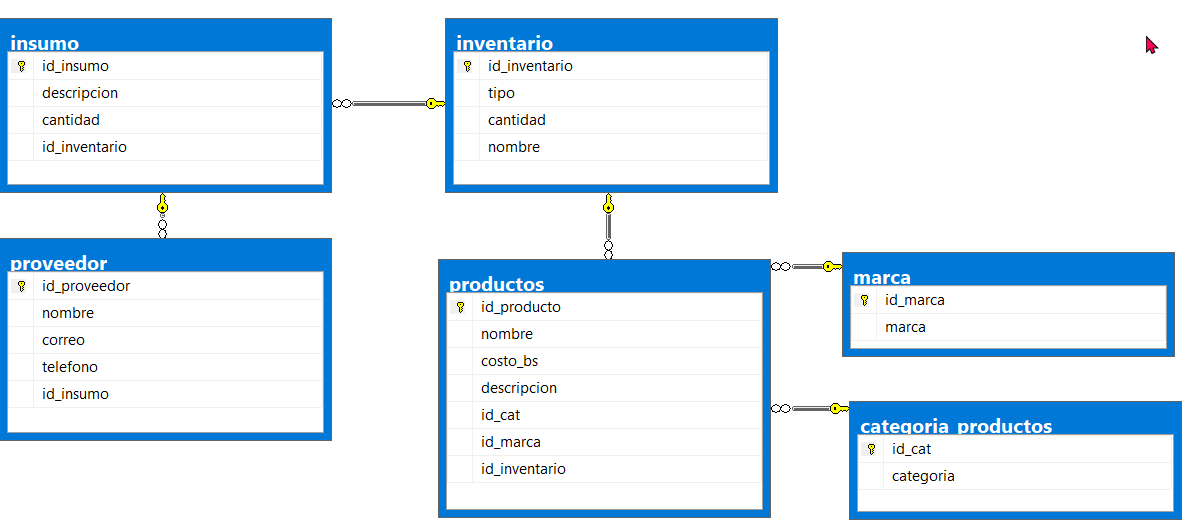 insumo
id_insumo
descripcion
cantidad
id_inventario
inventario
id_inventario
tipo
cantidad
nombre
proveedor
id_proveedor
nombre
correo
telefono
id_insumo
productos
id_producto
nombre
costo_bs
descripcion
id_cat
id_marca
id_inventario
marca
id_marca
marca
categoria_productos
id_cat
categoria